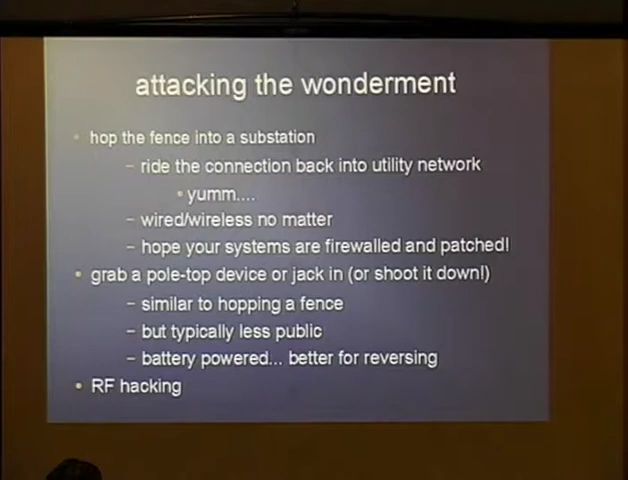 attacking the wonderment
hop the fence into a substation
– ride the connection back into utility network
• yumm....
– wired/wireless no matter
– hope your systems are firewalled and patched!
• grab a pole-top device or jack in (or shoot it down!)
– similar to hopping a fence
– but typically less public
– battery powered... better for reversing
• RF hacking